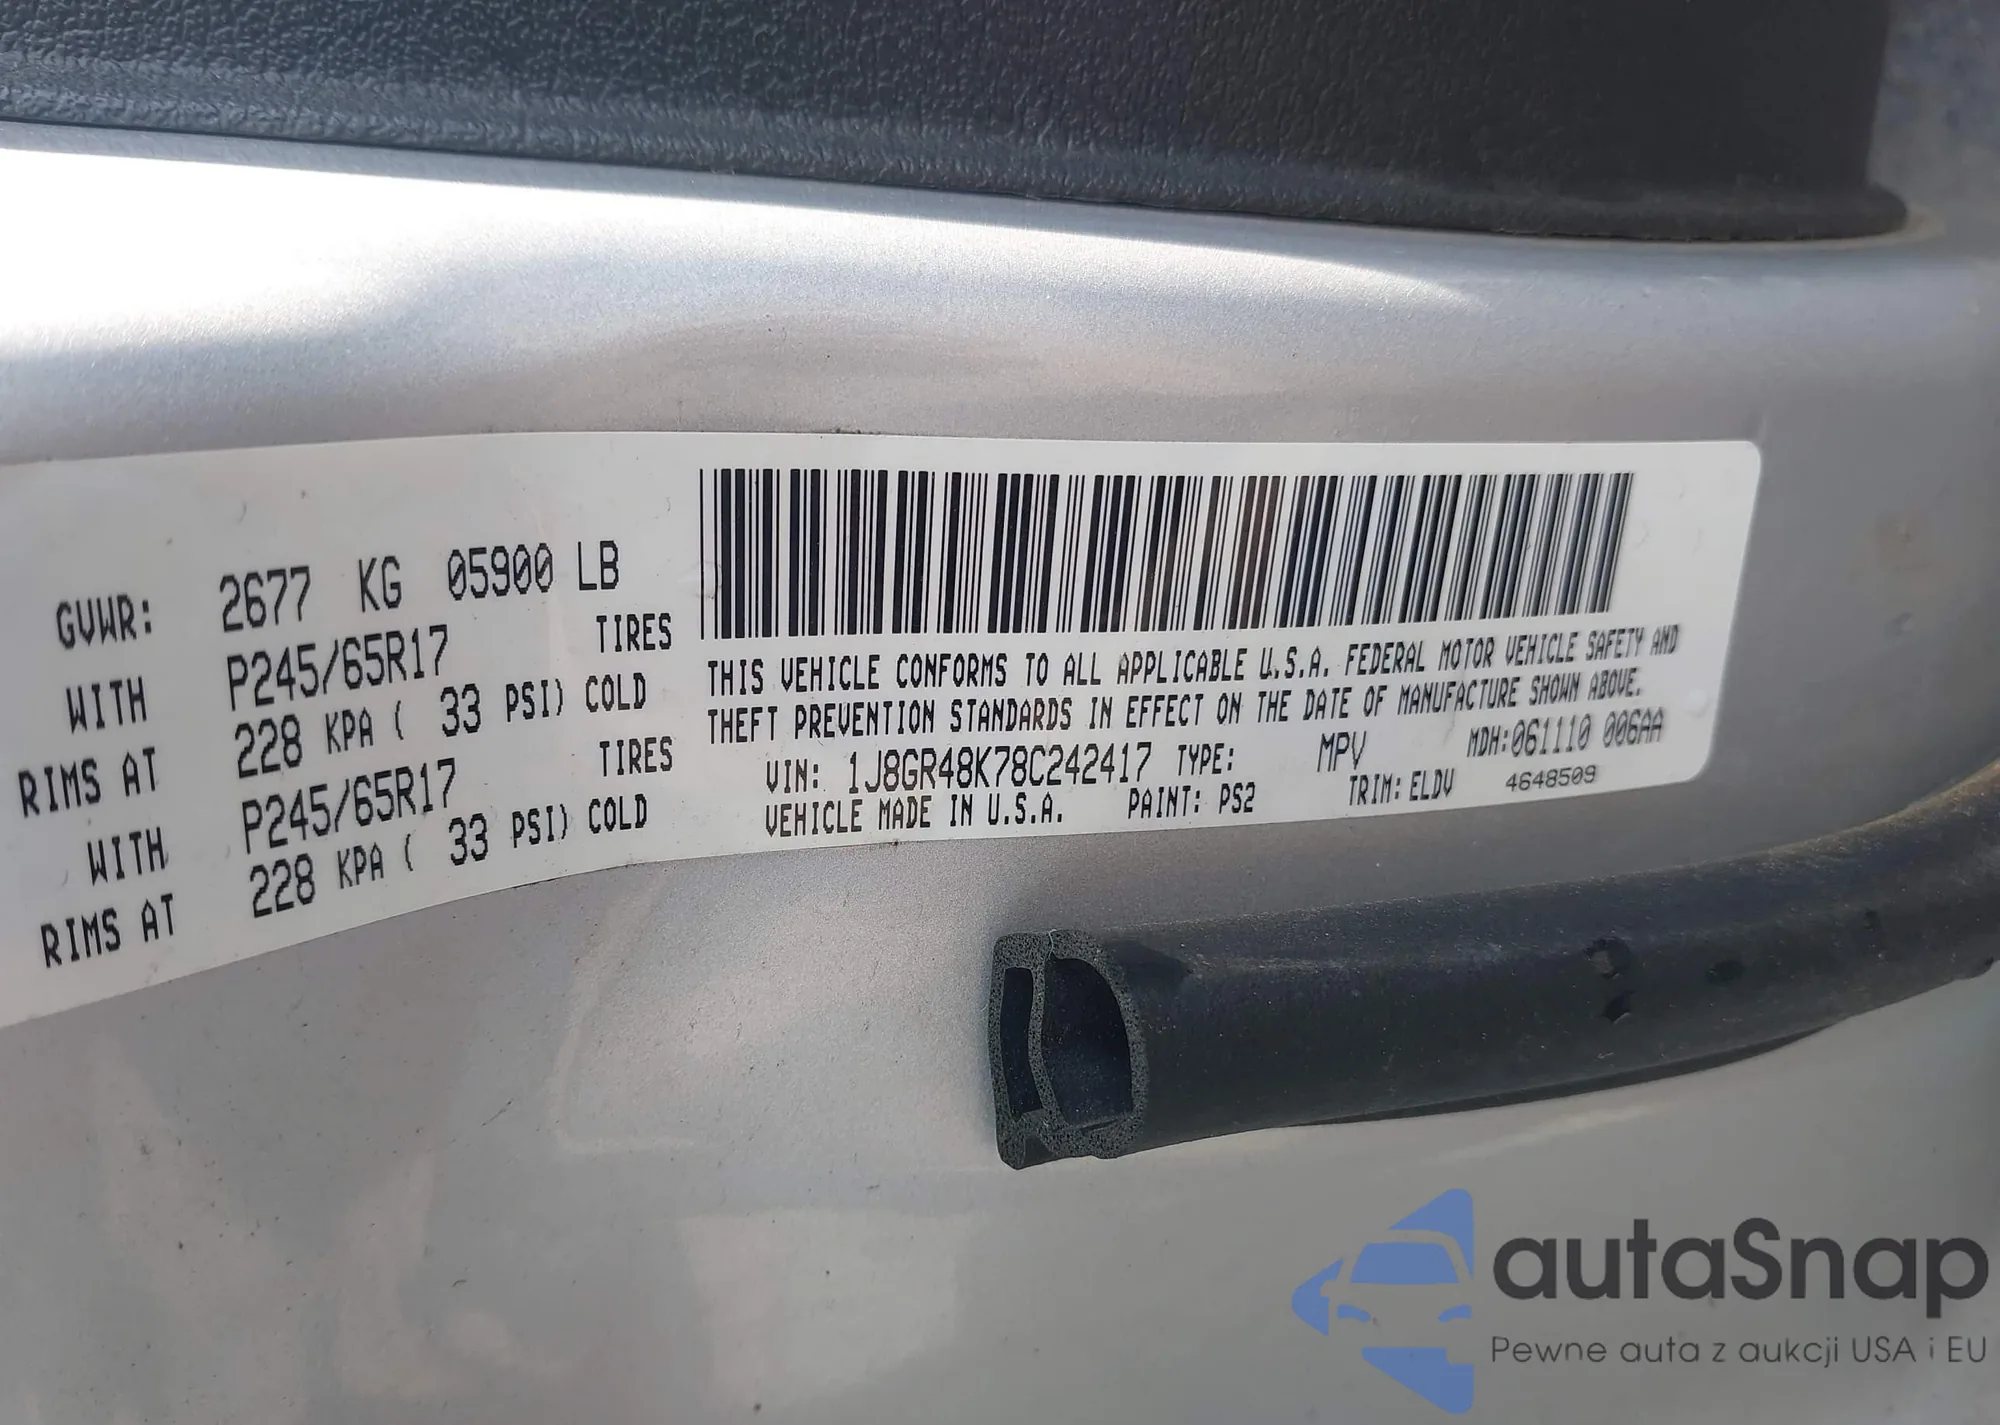 GVWR: 2677 KG 05900 LB
WITH P245/65R17 TIRES
RIMS AT 228 KPA ( 33 PSI) COLD
WITH P245/65R17 TIRES
RIMS AT 228 KPA ( 33 PSI) COLD
THIS VEHICLE CONFORMS TO ALL APPLICABLE U.S.A. FEDERAL MOTOR VEHICLE SAFETY AND
THEFT PREVENTION STANDARDS IN EFFECT ON THE DATE OF MANUFACTURE SHOWN ABOVE.
VIN: 1J8GR48K78C242417 TYPE: MPV MDH:061110 006AA
VEHICLE MADE IN U.S.A. PAINT: PS2 TRIM: ELDV 4648509
autaSnap
Pewne auta z aukcji USA i EU